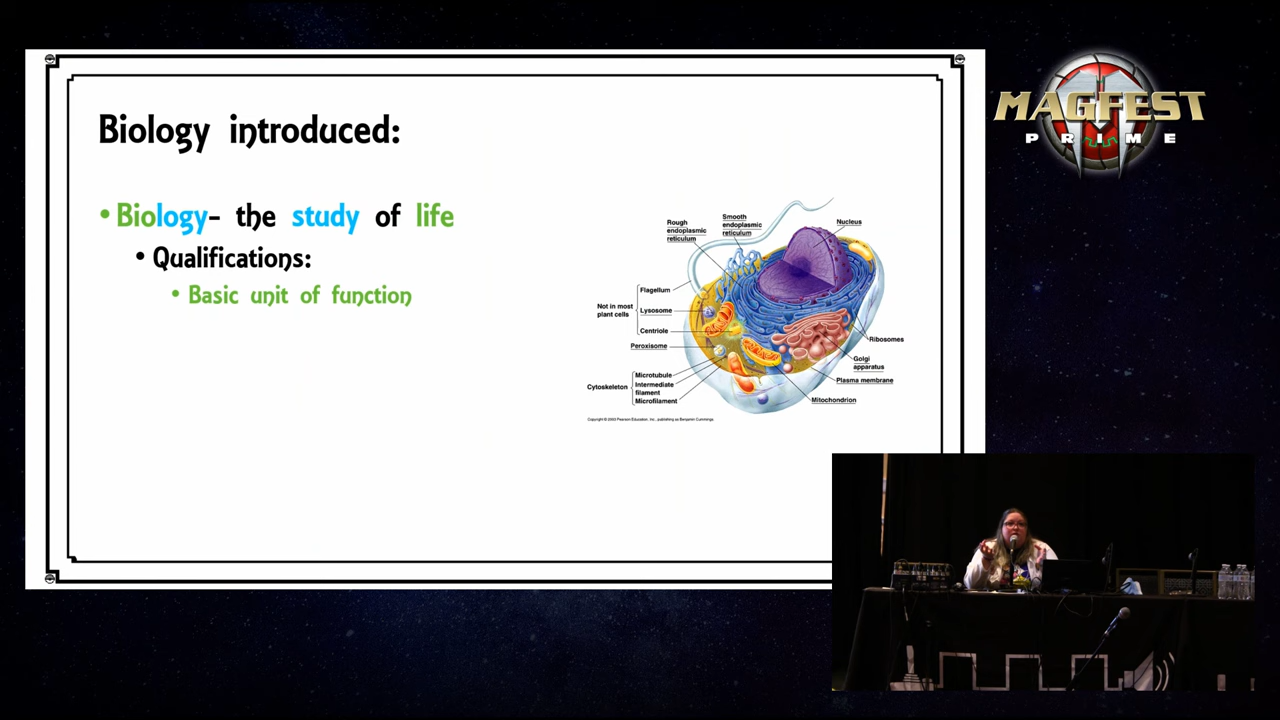 MAGFEST
PRIME
Biology introduced:
• Biology- the study of life
• Qualifications:
• Basic unit of function
Rough
endoplasmic
reticulum
Smooth
endoplasmic
reticulum
Nucleus
Flagellum
Not in most
plant cells
Lysosome
Centriole
Peroxisome
Ribosomes
Golgi
apparatus
Plasma membrane
Mitochondrion
Cytoskeleton
Microtubule
Intermediate
filament
Microfilament
Copyright © 2003 Pearson Education, Inc., publishing as Benjamin Cummings.